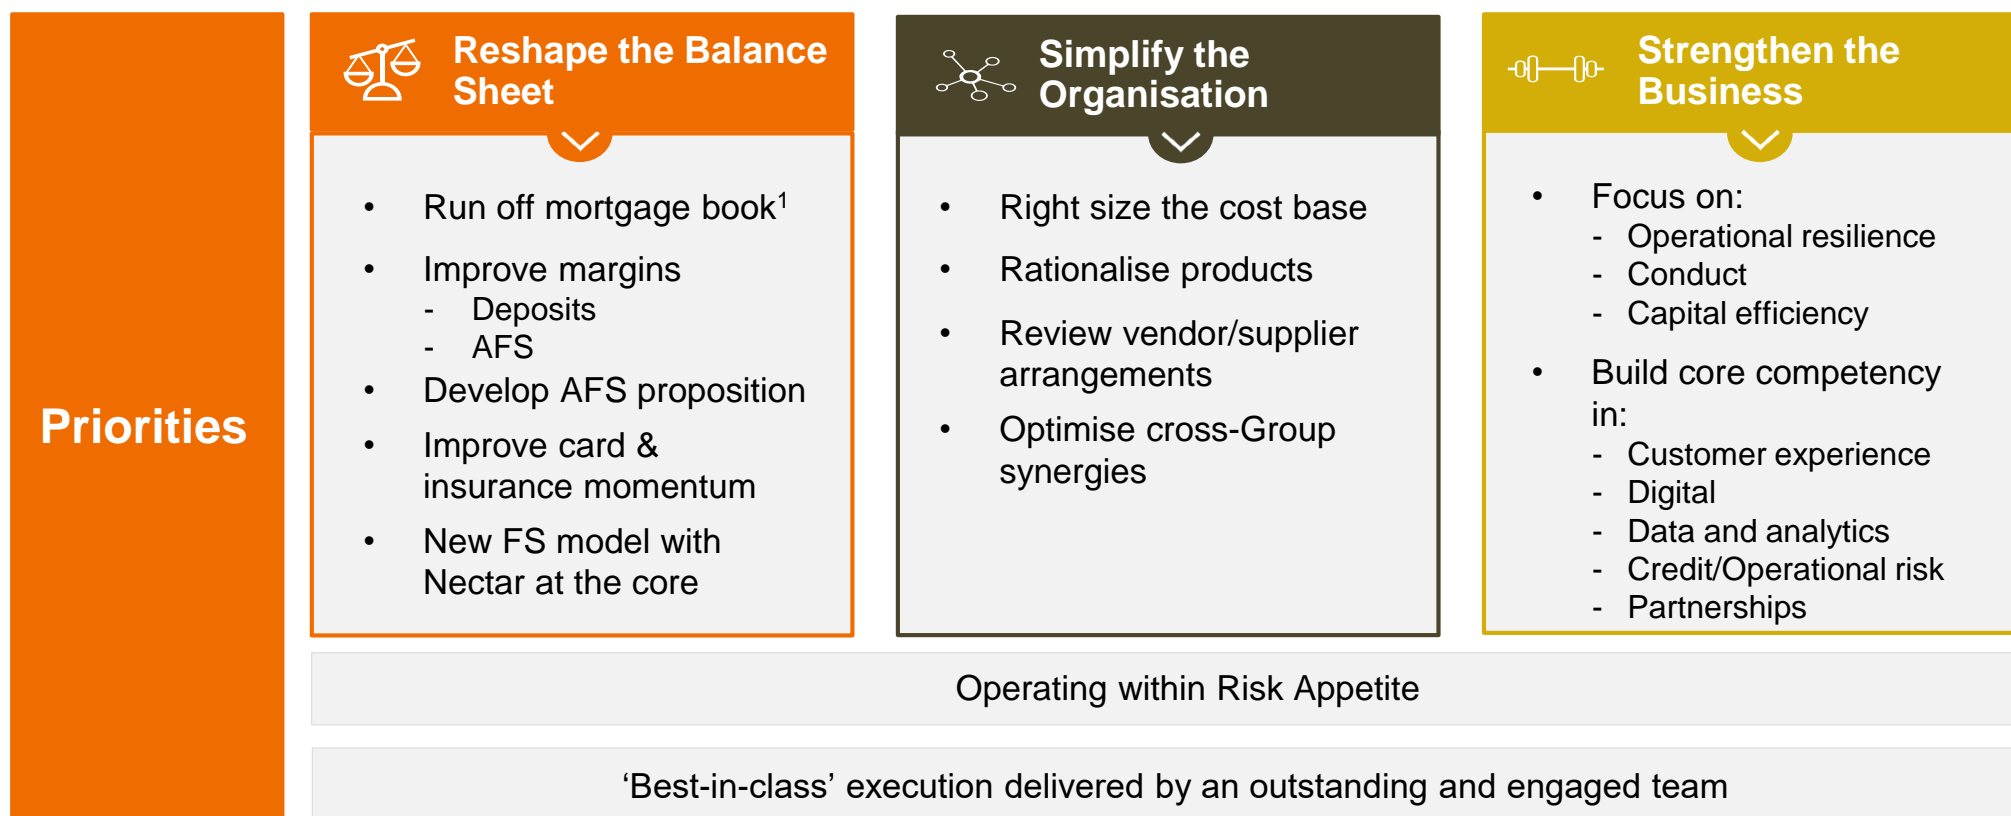 Priorities
Reshape the Balance
Sheet
• Run off mortgage book¹
• Improve margins
- Deposits
- AFS
• Develop AFS proposition
• Improve card &
insurance momentum
• New FS model with
Nectar at the core
Simplify the
Organisation
• Right size the cost base
• Rationalise products
• Review vendor/supplier
arrangements
• Optimise cross-Group
synergies
Strengthen the
Business
• Focus on:
- Operational resilience
- Conduct
- Capital efficiency
• Build core competency
in:
- Customer experience
- Digital
- Data and analytics
- Credit/Operational risk
- Partnerships
Operating within Risk Appetite
‘Best-in-class’ execution delivered by an outstanding and engaged team